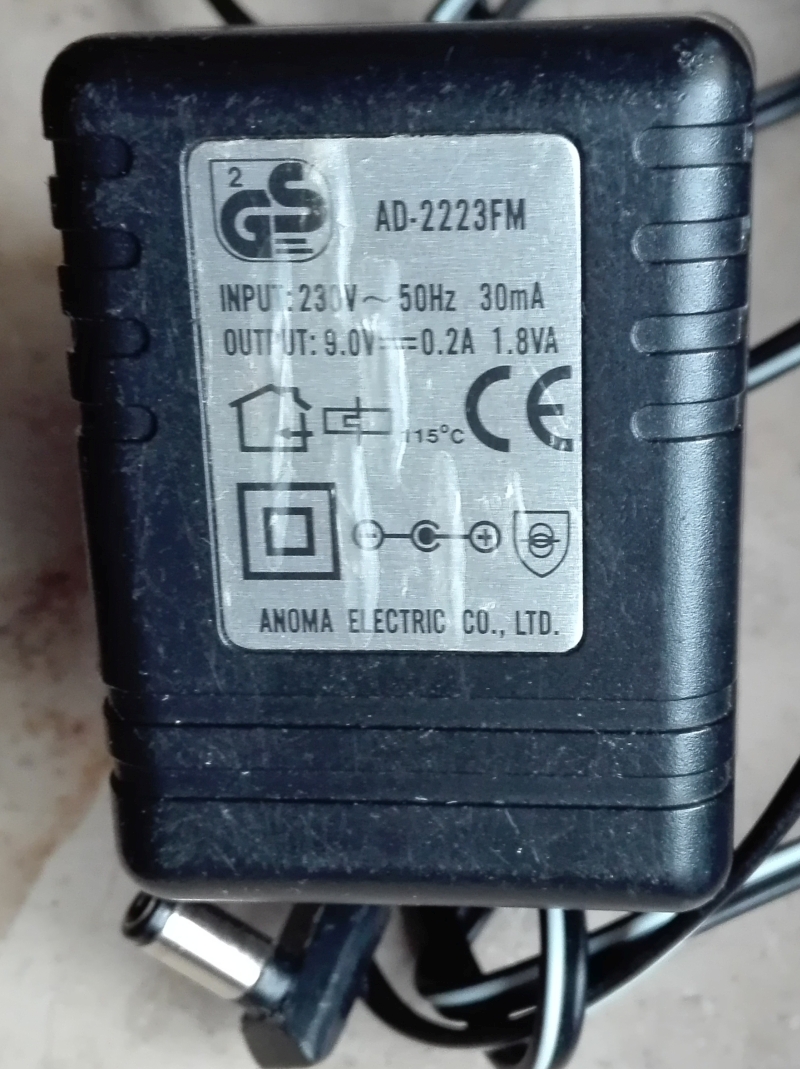 2
GS
AD-2223FM
INPUT: 230V~ 50Hz 30mA
OUTPUT: 9.0V⎓0.2A 1.8VA
115°C
CE
ANOMA ELECTRIC CO., LTD.